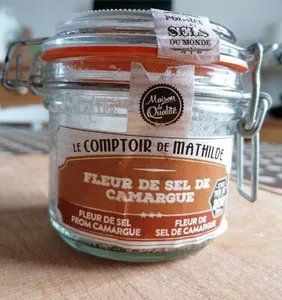 POIVRES
SELS
DU MONDE
Maison
de
Qualité
LE COMPTOIR DE MATHILDE
FLEUR DE SEL DE
CAMARGUE
FLEUR DE SEL
FROM CAMARGUE
FLEUR DE
SEL DE CAMARGUE